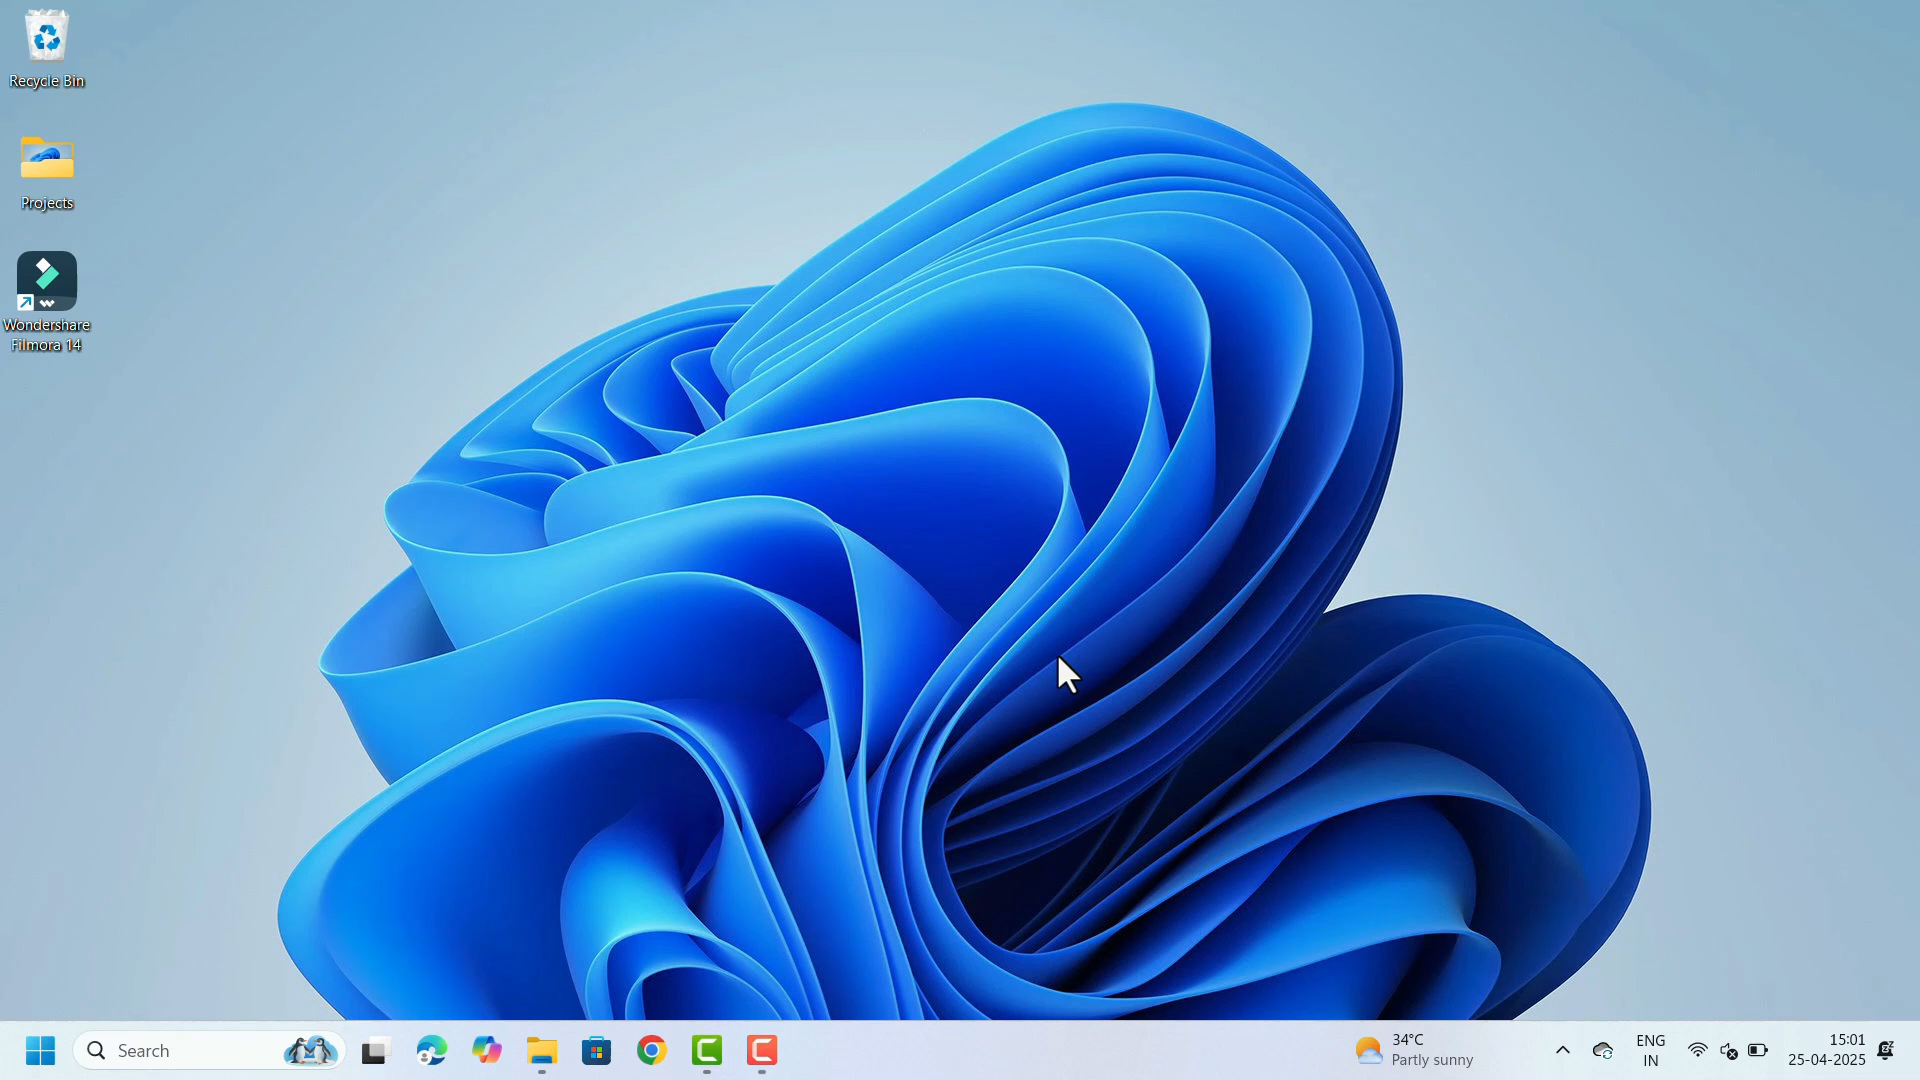 Recycle Bin
Projects
Wondershare
Filmora 14
Search
34°C
Partly sunny
ENG
IN
15:01
25-04-2025